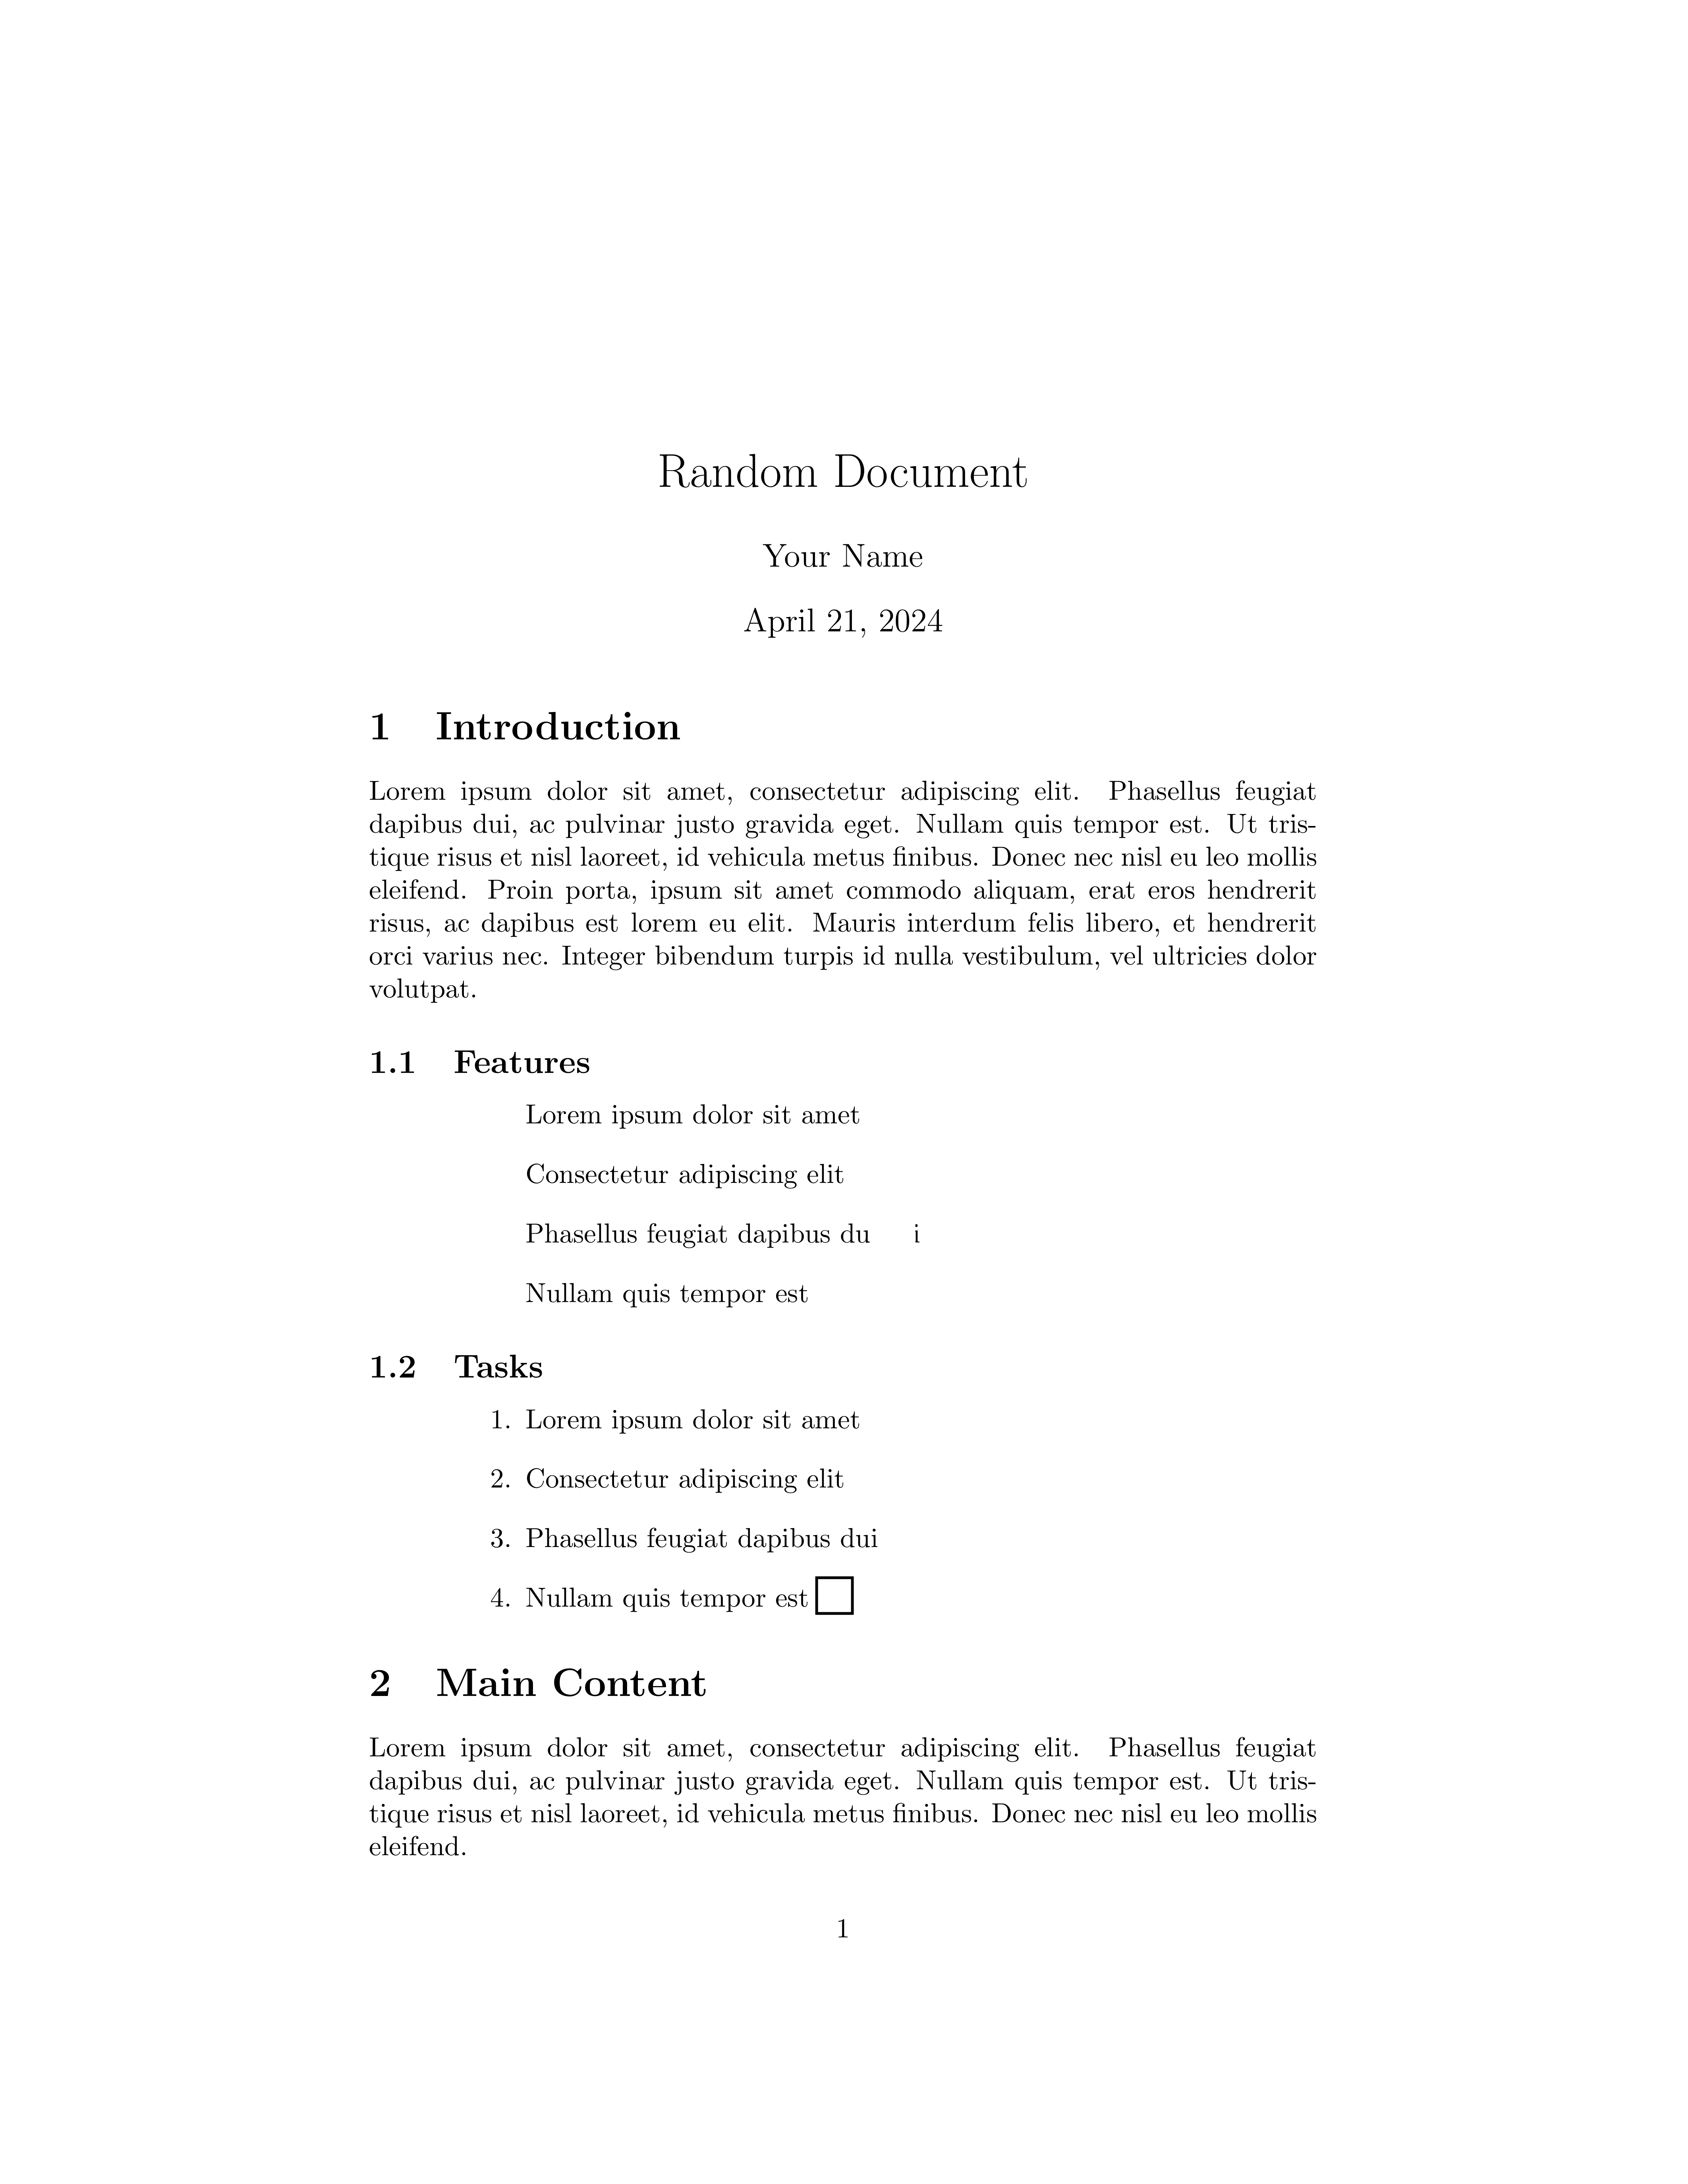 Random Document
Your Name
April 21, 2024
1 Introduction
Lorem ipsum dolor sit amet, consectetur adipiscing elit. Phasellus feugiat
dapibus dui, ac pulvinar justo gravida eget. Nullam quis tempor est. Ut tris-
tique risus et nisl laoreet, id vehicula metus finibus. Donec nec nisl eu leo mollis
eleifend. Proin porta, ipsum sit amet commodo aliquam, erat eros hendrerit
risus, ac dapibus est lorem eu elit. Mauris interdum felis libero, et hendrerit
orci varius nec. Integer bibendum turpis id nulla vestibulum, vel ultricies dolor
volutpat.
1.1 Features
Lorem ipsum dolor sit amet
Consectetur adipiscing elit
Phasellus feugiat dapibus du i
Nullam quis tempor est
1.2 Tasks
1. Lorem ipsum dolor sit amet
2. Consectetur adipiscing elit
3. Phasellus feugiat dapibus dui
4. Nullam quis tempor est
2 Main Content
Lorem ipsum dolor sit amet, consectetur adipiscing elit. Phasellus feugiat
dapibus dui, ac pulvinar justo gravida eget. Nullam quis tempor est. Ut tris-
tique risus et nisl laoreet, id vehicula metus finibus. Donec nec nisl eu leo mollis
eleifend.
1